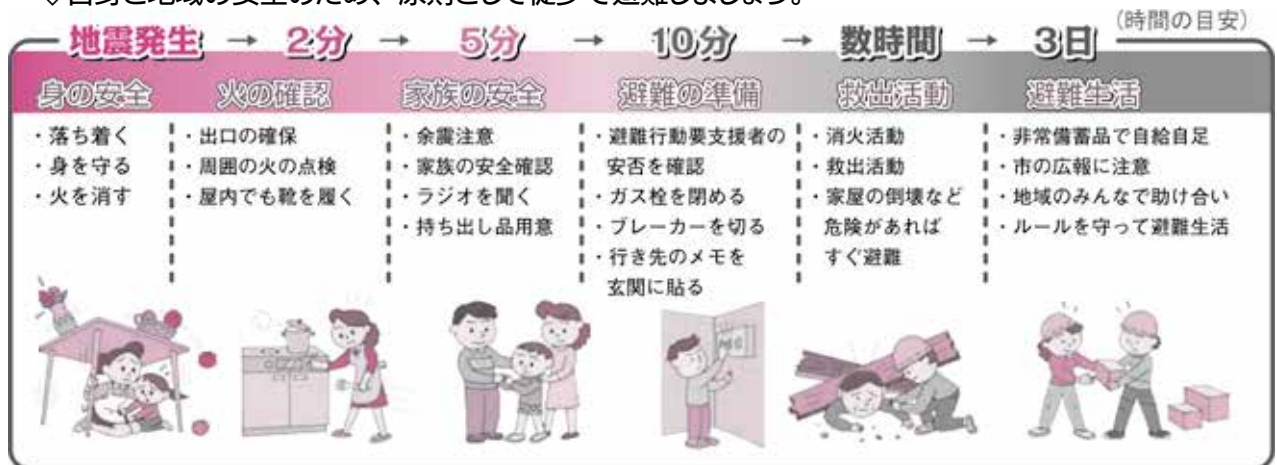 ◇自身と地域の安全のため、原則として徒歩で避難しましょう。
(時間の目安)
地震発生 → 2分 → 5分 → 10分 → 数時間 → 3日
身の安全
・落ち着く
・身を守る
・火を消す
火の確認
・出口の確保
・周囲の火の点検
・屋内でも靴を履く
家族の安全
・余震注意
・家族の安全確認
・ラジオを聞く
・持ち出し品用意
避難の準備
・避難行動要支援者の
安否を確認
・ガス栓を閉める
・ブレーカーを切る
・行き先のメモを
玄関に貼る
救出活動
・消火活動
・救出活動
・家屋の倒壊など
危険があれば
すぐ避難
避難生活
・非常備蓄品で自給自足
・市の広報に注意
・地域のみんなで助け合い
・ルールを守って避難生活